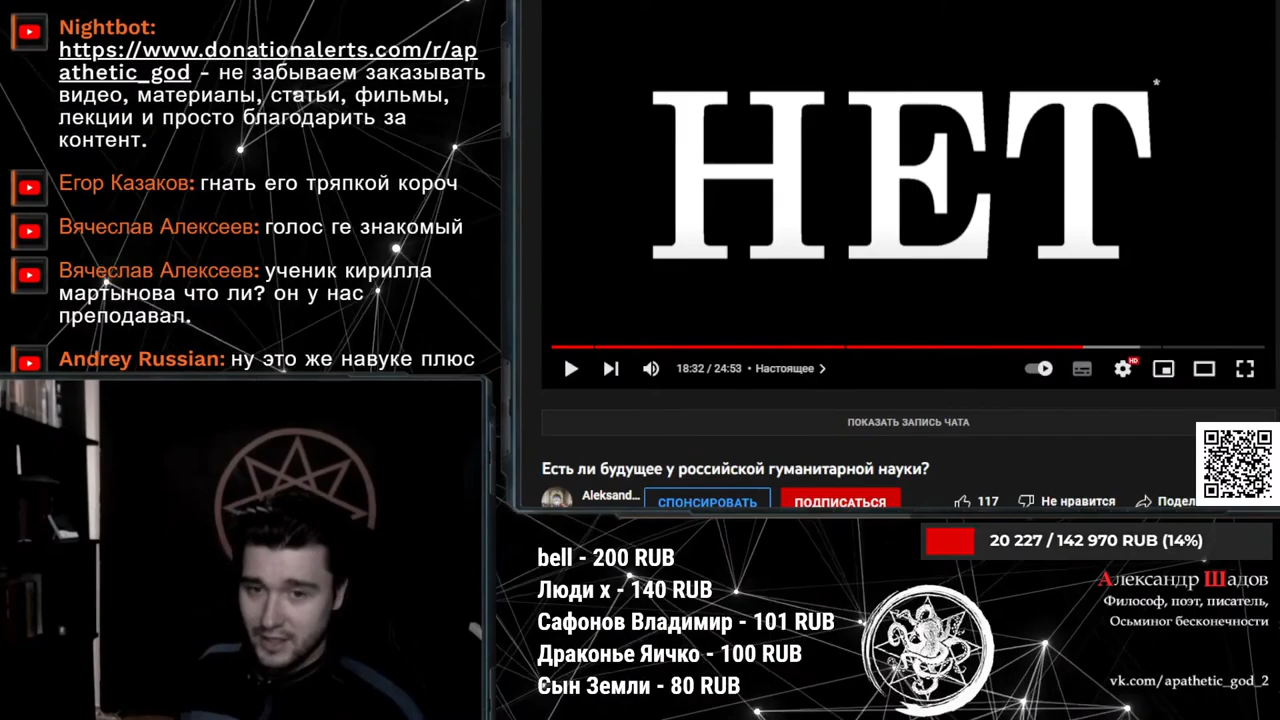 Nightbot:
https://www.donationalerts.com/r/ap
athetic_god - не забываем заказывать
видео, материалы, статьи, фильмы,
лекции и просто благодарить за
контент.
Егор Казаков: гнать его тряпкой короч
Вячеслав Алексеев: голос ге знакомый
Вячеслав Алексеев: ученик кирилла
мартынова что ли? он у нас
преподавал.
Andrey Russian: ну это же навуке плюс
НЕТ*
18:32 / 24:53 • Настоящее
HD
ПОКАЗАТЬ ЗАПИСЬ ЧАТА
Есть ли будущее у российской гуманитарной науки?
Aleksand...
СПОНСИРОВАТЬ
ПОДПИСАТЬСЯ
117
Не нравится
Подел
20 227 / 142 970 RUB (14%)
bell - 200 RUB
Люди х - 140 RUB
Сафонов Владимир - 101 RUB
Драконье Яичко - 100 RUB
Сын Земли - 80 RUB
Александр Шадов
Философ, поэт, писатель,
Осьминог бесконечности
vk.com/apathetic_god_2